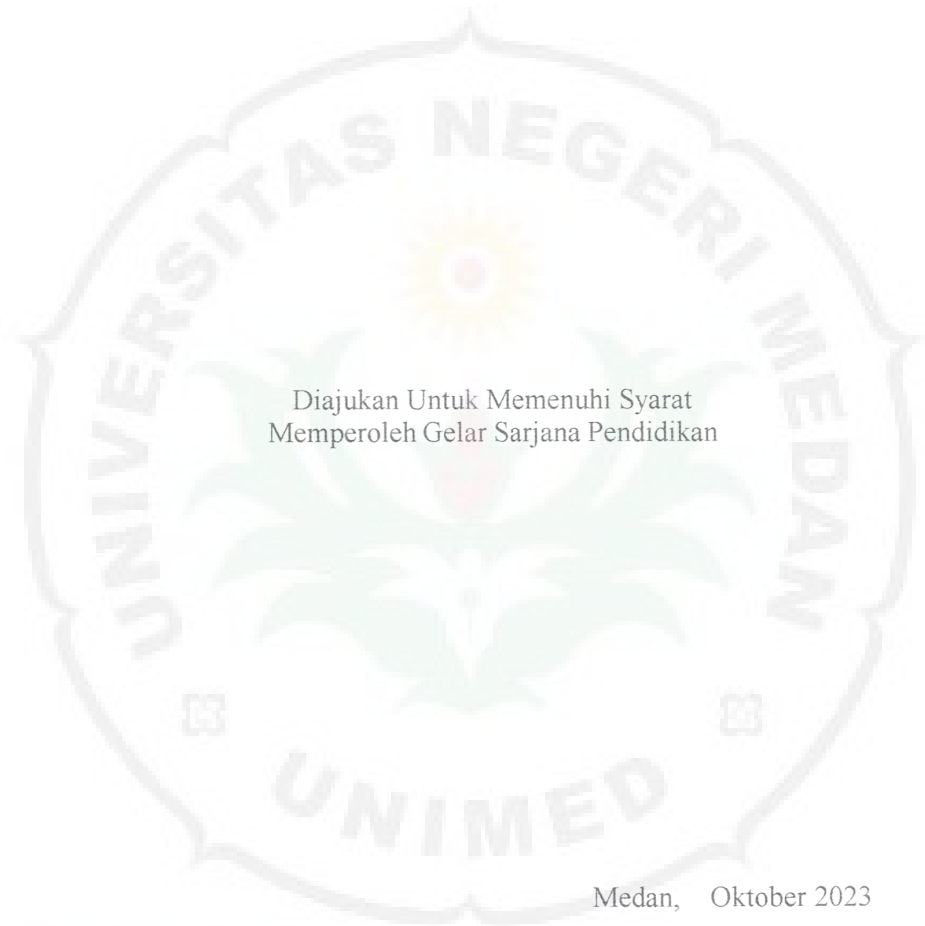 UNIVERSITAS NEGERI MEDAN
Diajukan Untuk Memenuhi Syarat
Memperoleh Gelar Sarjana Pendidikan
UNIMED
Medan, Oktober 2023